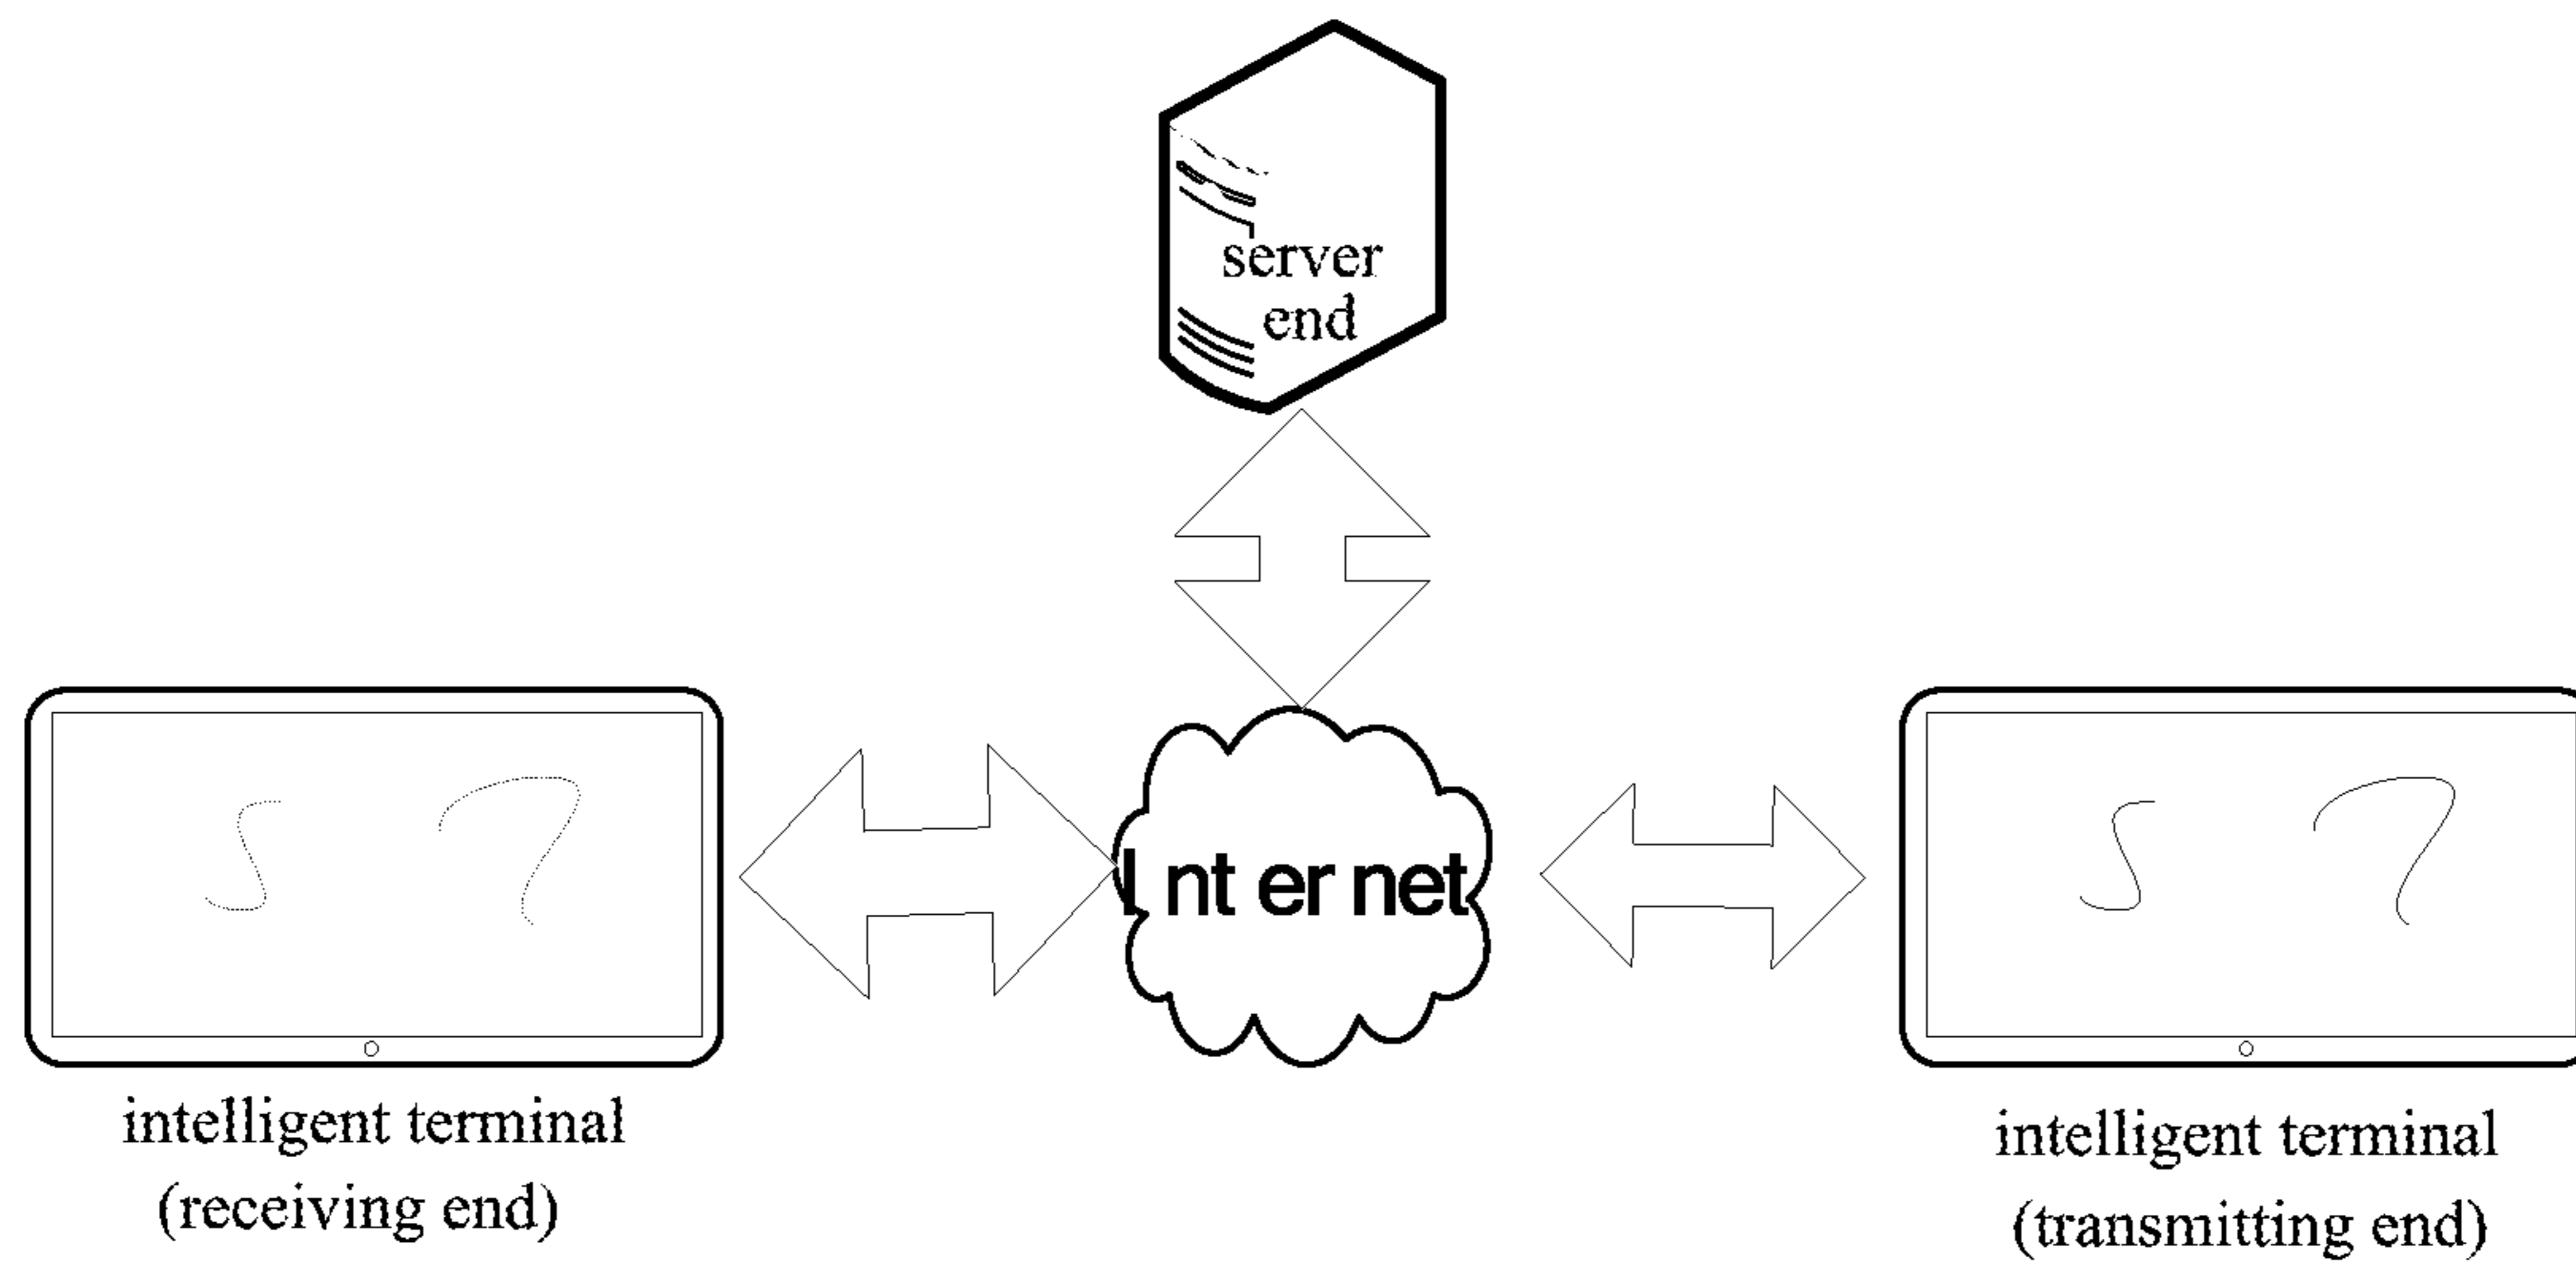 server
end
Internet
intelligent terminal
(receiving end)
intelligent terminal
(transmitting end)